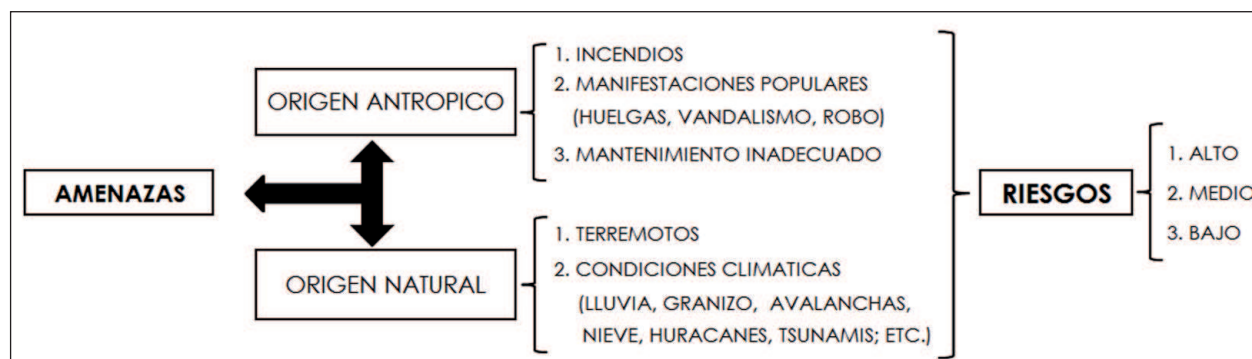 AMENAZAS
ORIGEN ANTROPICO
1. INCENDIOS
2. MANIFESTACIONES POPULARES
(HUELGAS, VANDALISMO, ROBO)
3. MANTENIMIENTO INADECUADO
ORIGEN NATURAL
1. TERREMOTOS
2. CONDICIONES CLIMATICAS
(LLUVIA, GRANIZO, AVALANCHAS,
NIEVE, HURACANES, TSUNAMIS; ETC.)
RIESGOS
1. ALTO
2. MEDIO
3. BAJO